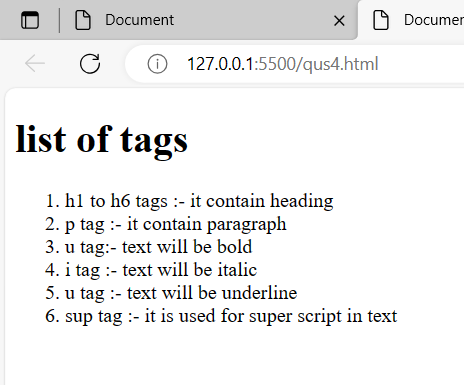 Document
Documen
127.0.0.1:5500/qus4.html
list of tags
1. h1 to h6 tags :- it contain heading
2. p tag :- it contain paragraph
3. u tag:- text will be bold
4. i tag :- text will be italic
5. u tag :- text will be underline
6. sup tag :- it is used for super script in text